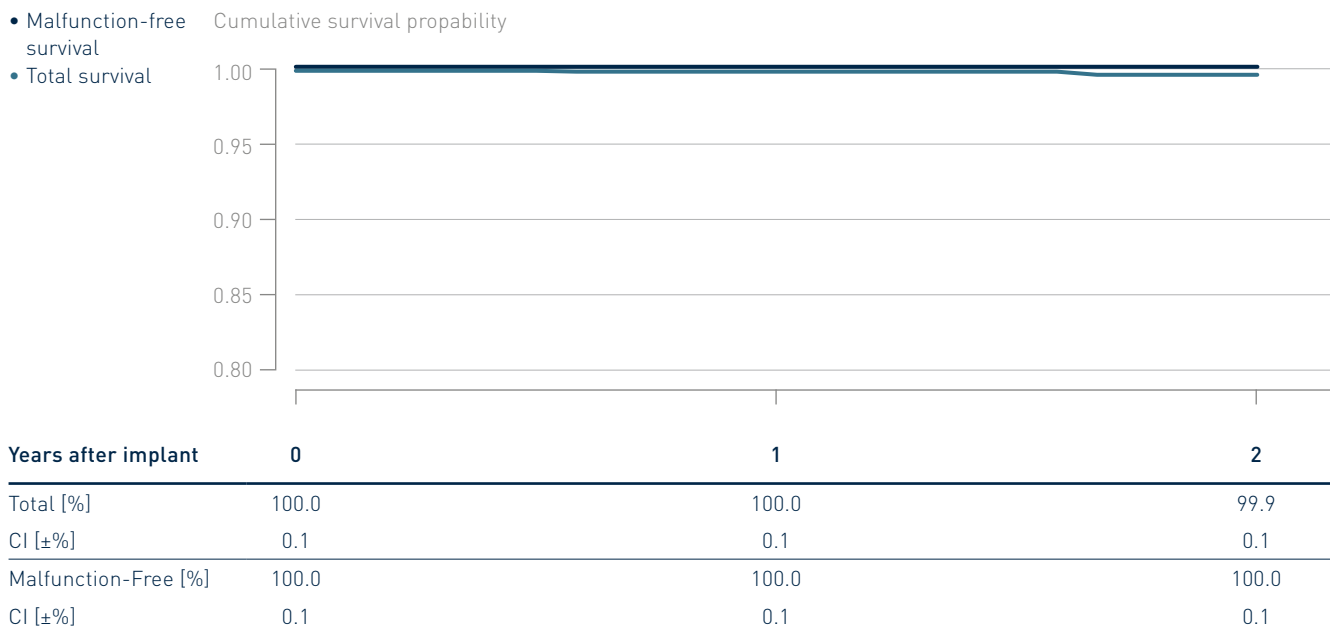 • Malfunction-free survival
• Total survival
Cumulative survival propability
1.00
0.95
0.90
0.85
0.80
Years after implant 0 1 2
Total [%] 100.0 100.0 99.9
CI [±%] 0.1 0.1 0.1
Malfunction-Free [%] 100.0 100.0 100.0
CI [±%] 0.1 0.1 0.1